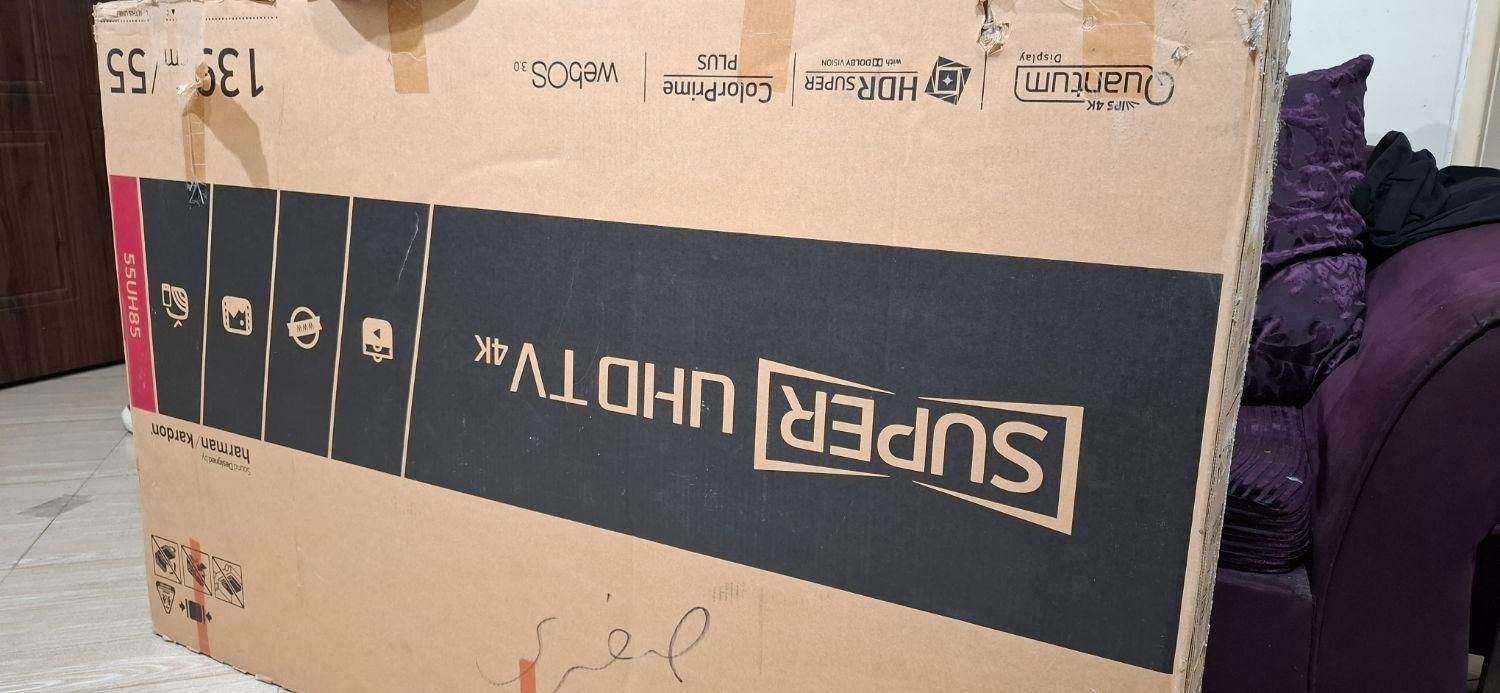 SUPER UHD TV 4K
55UH85
Sound Designed by
harman/kardon
IPS 4K
Quantum
Display
HDR SUPER
with DOLBY VISION
ColorPrime
PLUS
webOS 3.0
/55
www